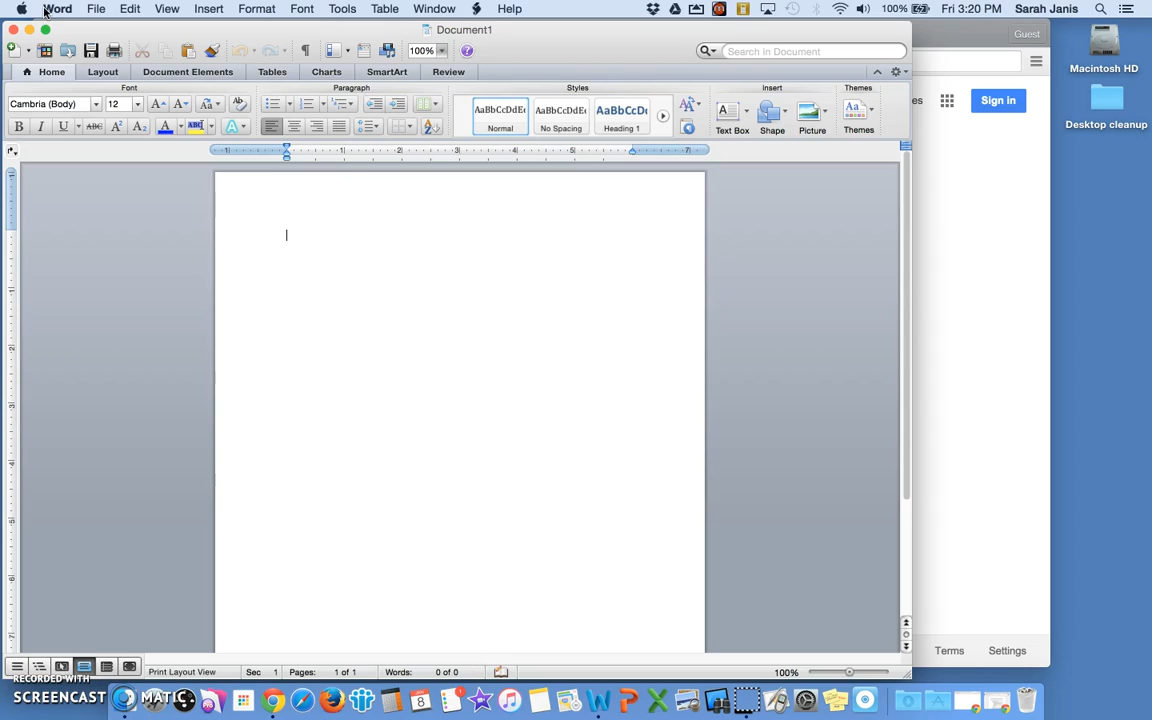 Word File Edit View Insert Format Font Tools Table Window Help 100% Fri 3:20 PM Sarah Janis
Document1
Guest
100%
Search in Document
Home Layout Document Elements Tables Charts SmartArt Review
Font Paragraph Styles Insert Themes
Cambria (Body) 12
AaBbCcDdEe AaBbCcDdEe AaBbCcDc
Normal No Spacing Heading 1
Text Box Shape Picture Themes
es Sign in
Macintosh HD
Desktop cleanup
Terms Settings
Print Layout View Sec 1 Pages: 1 of 1 Words: 0 of 0 100%
RECORDED WITH
SCREENCAST MATIC